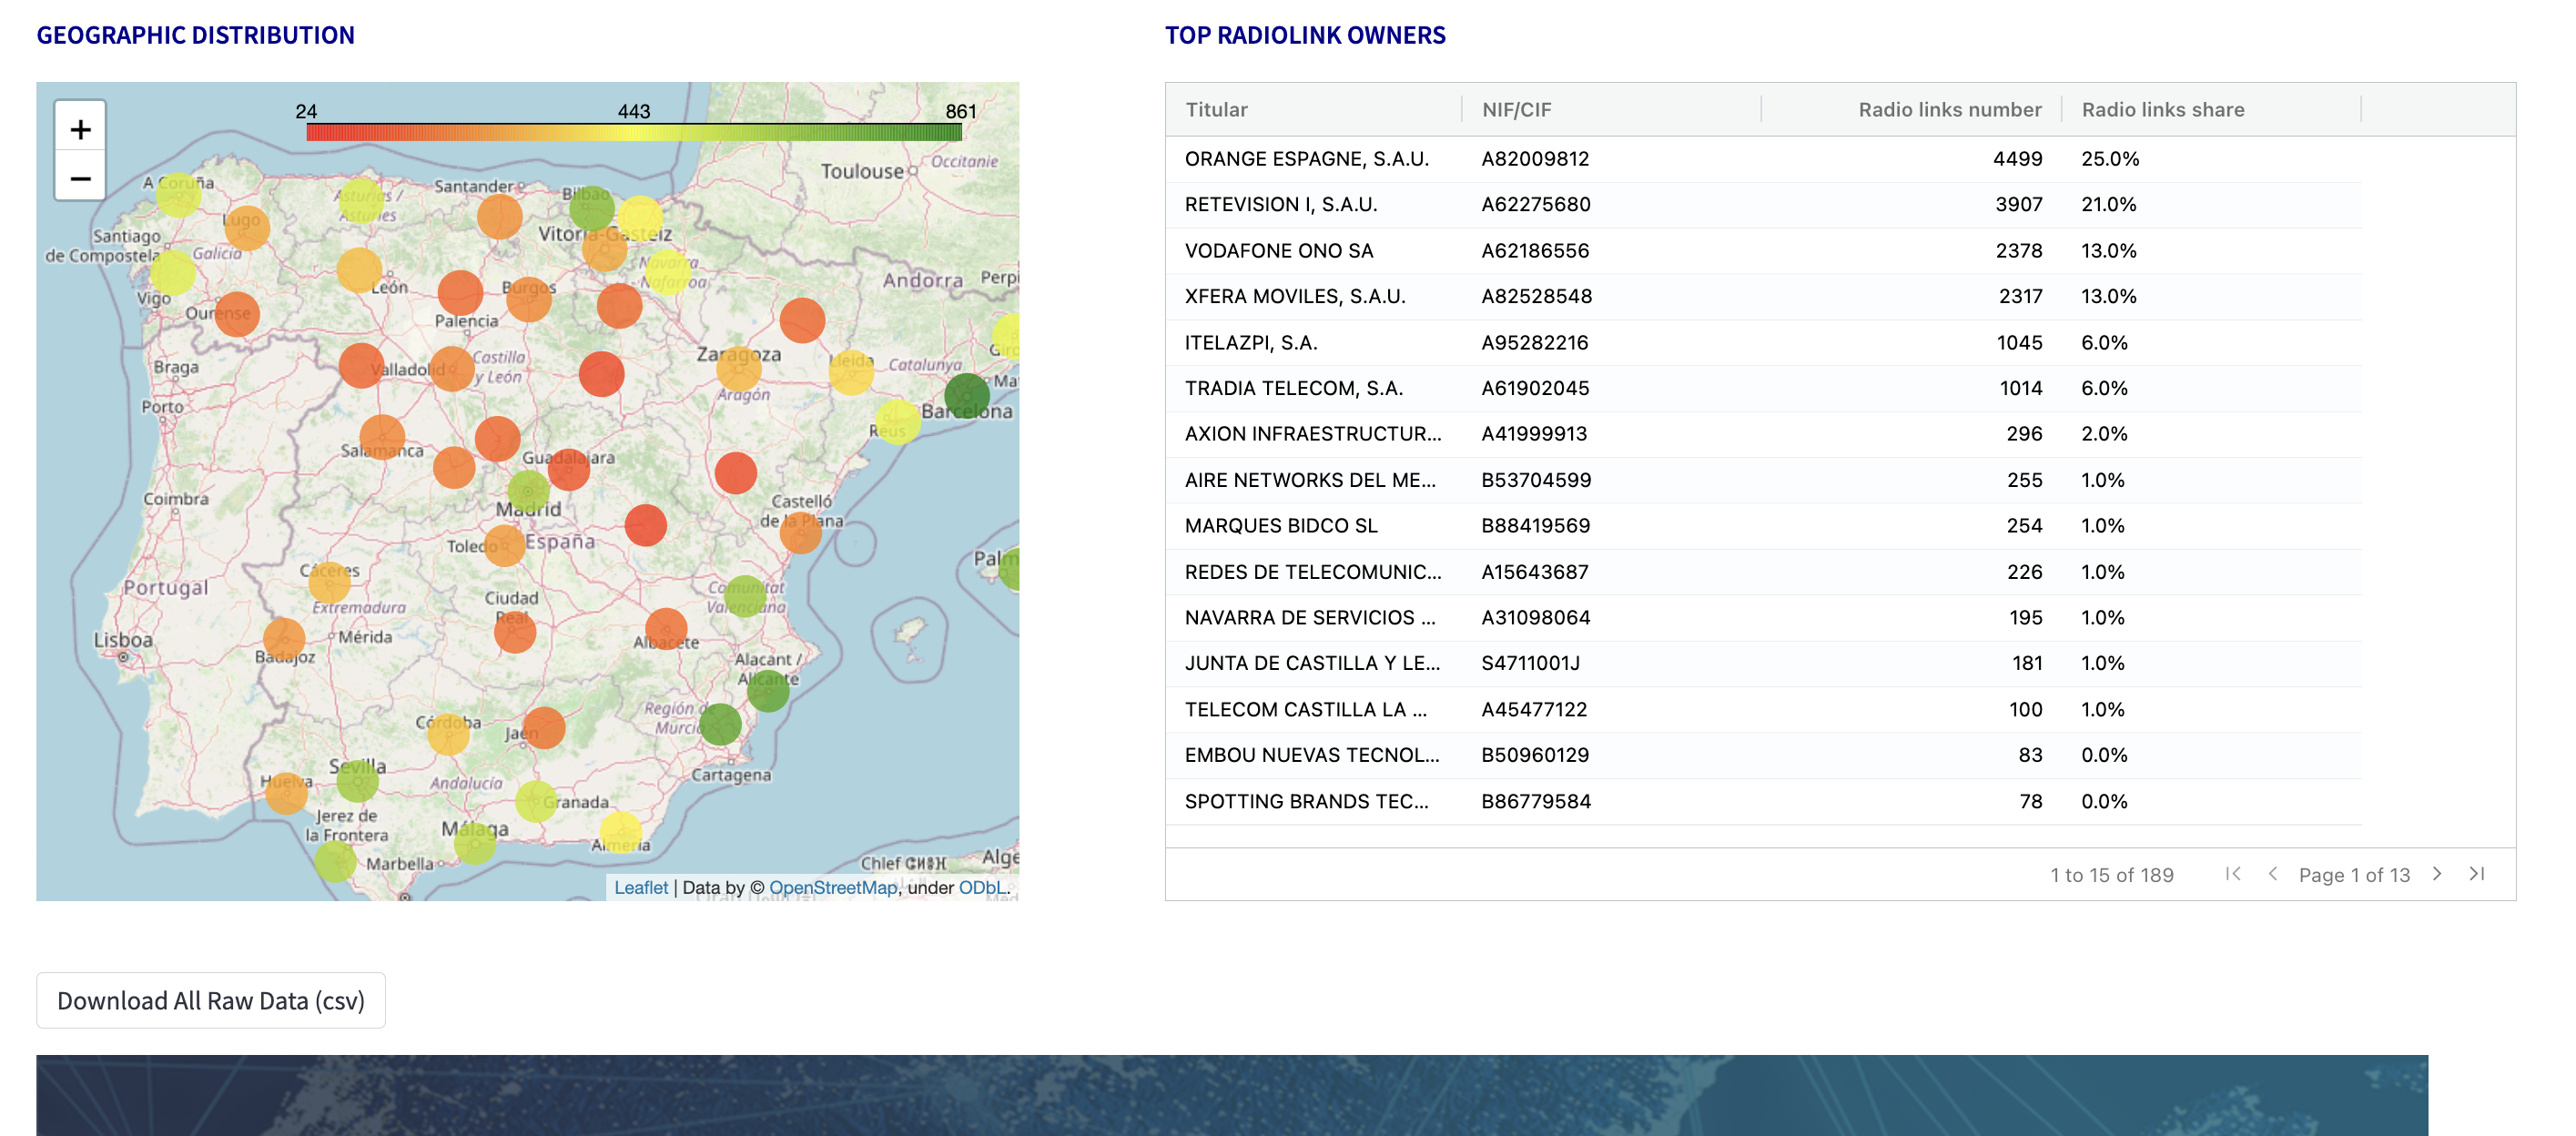 GEOGRAPHIC DISTRIBUTION
TOP RADIOLINK OWNERS
+
−
24 443 861
Toulouse
Occitanie
A Coruña
Asturias / Asturies
Santander
Bilbao
Lugo
Vitoria-Gasteiz
Santiago de Compostela
Galicia
Navarra
Nafarroa
Andorra
Perpi
León
Burgos
Vigo
Ourense
Palencia
Zaragoza
Lleida
Catalunya
Braga
Valladolid
Castilla y León
Aragón
Porto
Barcelona
Reus
Salamanca
Guadalajara
Coimbra
Madrid
Castelló de la Plana
Toledo
España
Palm
Cáceres
Portugal
Extremadura
Ciudad Real
Comunitat Valenciana
Lisboa
Mérida
Albacete
Badajoz
Alacant / Alicante
Córdoba
Jaén
Región de Murcia
Sevilla
Huelva
Andalucía
Cartagena
Granada
Jerez de la Frontera
Málaga
Almería
Marbella
Chlef
Alge
Leaflet | Data by © OpenStreetMap, under ODbL.
Titular NIF/CIF Radio links number Radio links share
ORANGE ESPAGNE, S.A.U. A82009812 4499 25.0%
RETEVISION I, S.A.U. A62275680 3907 21.0%
VODAFONE ONO SA A62186556 2378 13.0%
XFERA MOVILES, S.A.U. A82528548 2317 13.0%
ITELAZPI, S.A. A95282216 1045 6.0%
TRADIA TELECOM, S.A. A61902045 1014 6.0%
AXION INFRAESTRUCTUR... A41999913 296 2.0%
AIRE NETWORKS DEL ME... B53704599 255 1.0%
MARQUES BIDCO SL B88419569 254 1.0%
REDES DE TELECOMUNIC... A15643687 226 1.0%
NAVARRA DE SERVICIOS ... A31098064 195 1.0%
JUNTA DE CASTILLA Y LE... S4711001J 181 1.0%
TELECOM CASTILLA LA ... A45477122 100 1.0%
EMBOU NUEVAS TECNOL... B50960129 83 0.0%
SPOTTING BRANDS TEC... B86779584 78 0.0%
1 to 15 of 189 Page 1 of 13
Download All Raw Data (csv)